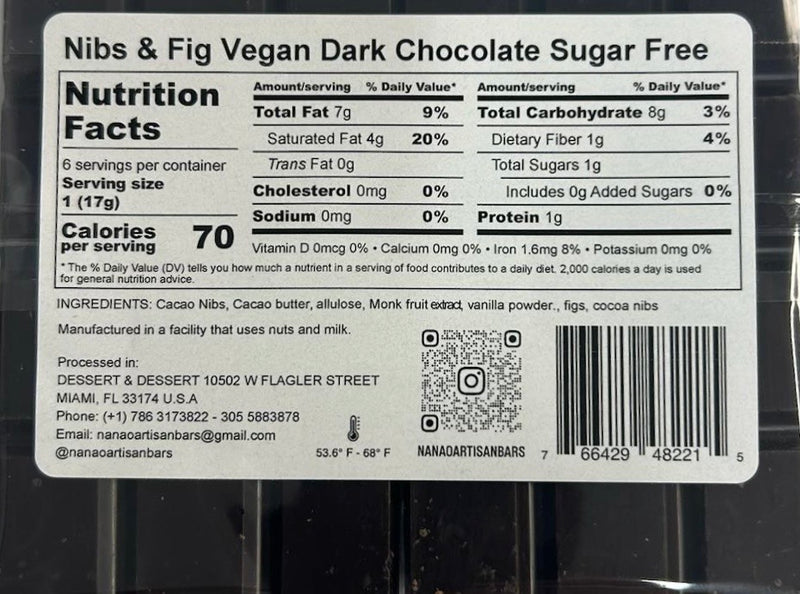 Nibs & Fig Vegan Dark Chocolate Sugar Free
Nutrition
Facts
6 servings per container
Serving size
1 (17g)
Calories
per serving
70
Amount/serving % Daily Value*
Total Fat 7g 9%
Saturated Fat 4g 20%
Trans Fat 0g
Cholesterol 0mg 0%
Sodium 0mg 0%
Amount/serving % Daily Value*
Total Carbohydrate 8g 3%
Dietary Fiber 1g 4%
Total Sugars 1g
Includes 0g Added Sugars 0%
Protein 1g
Vitamin D 0mcg 0% • Calcium 0mg 0% • Iron 1.6mg 8% • Potassium 0mg 0%
* The % Daily Value (DV) tells you how much a nutrient in a serving of food contributes to a daily diet. 2,000 calories a day is used
for general nutrition advice.
INGREDIENTS: Cacao Nibs, Cacao butter, allulose, Monk fruit extract, vanilla powder., figs, cocoa nibs
Manufactured in a facility that uses nuts and milk.
Processed in:
DESSERT & DESSERT 10502 W FLAGLER STREET
MIAMI, FL 33174 U.S.A
Phone: (+1) 786 3173822 - 305 5883878
Email: nanaoartisanbars@gmail.com
@nanaoartisanbars
53.6° F - 68° F
NANAOARTISANBARS
7 66429 48221 5